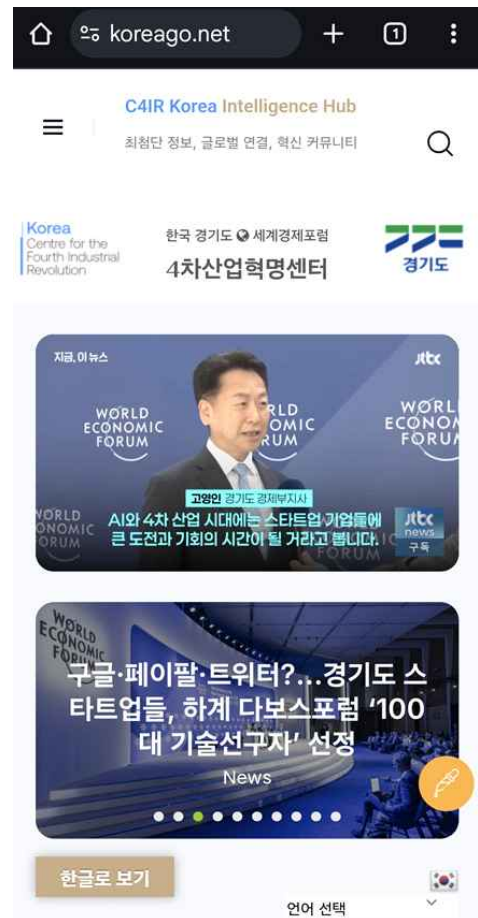 koreago.net
1
C4IR Korea Intelligence Hub
최첨단 정보, 글로벌 연결, 혁신 커뮤니티
Korea
Centre for the
Fourth Industrial
Revolution
한국 경기도 세계경제포럼
4차산업혁명센터
경기도
지금, 이 뉴스
jtbc
WORLD
ECONOMIC
FORUM
WORLD
ECONOMIC
FORUM
고영인 경기도 경제부지사
AI와 4차 산업 시대에는 스타트업 기업들에
큰 도전과 기회의 시간이 될 거라고 봅니다.
jtbc
news
구독
WORLD
ECONOMIC
FORUM
구글·페이팔·트위터?...경기도 스
타트업들, 하계 다보스포럼 ‘100
대 기술선구자’ 선정
News
한글로 보기
언어 선택